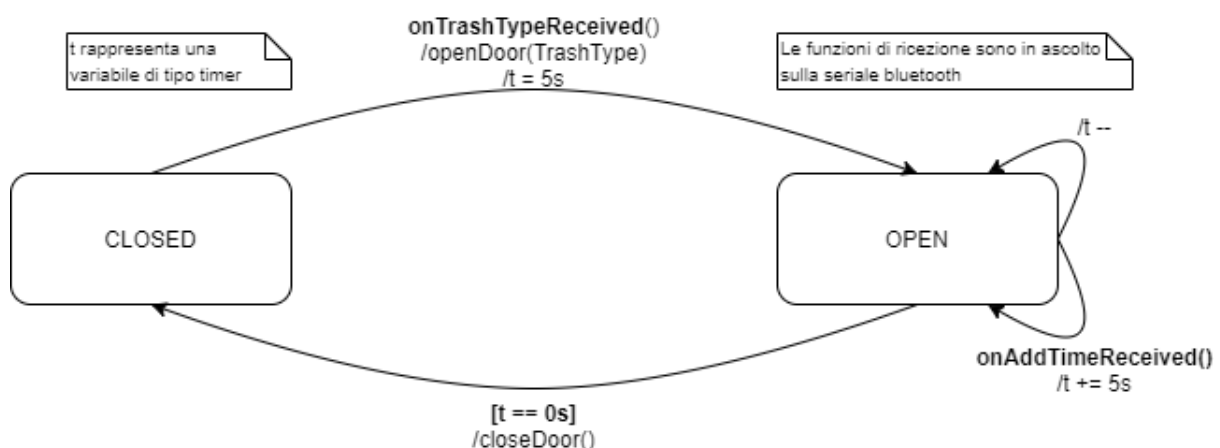 onTrashTypeReceived()
/openDoor(TrashType)
/t = 5s
t rappresenta una
variabile di tipo timer
Le funzioni di ricezione sono in ascolto
sulla seriale bluetooth
/t --
CLOSED
OPEN
onAddTimeReceived()
/t += 5s
[t == 0s]
/closeDoor()